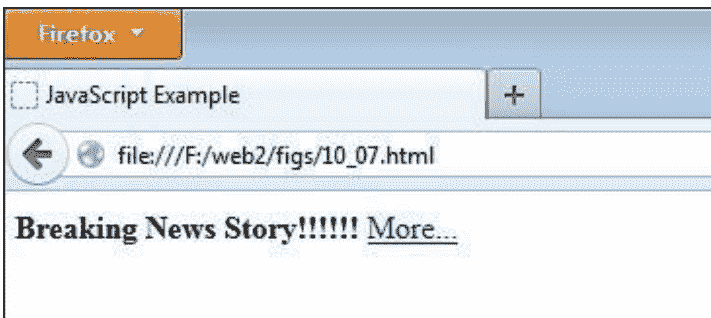 Firefox
JavaScript Example
file:///F:/web2/figs/10_07.html
Breaking News Story!!!!!! More...